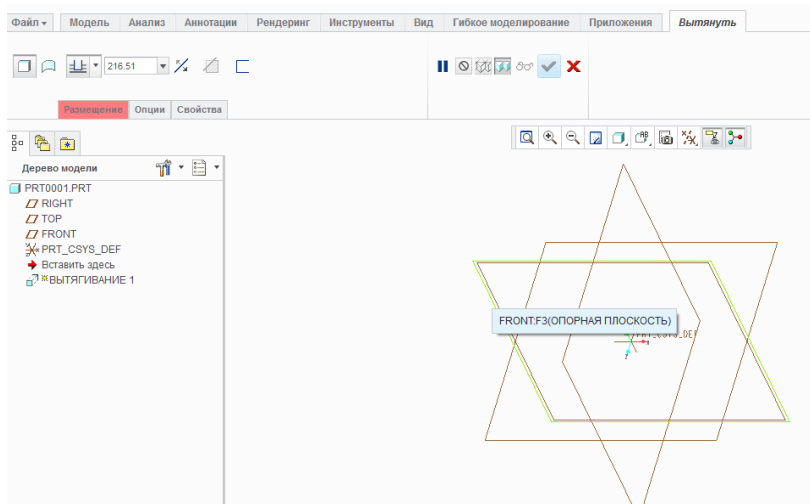 Файл Модель Анализ Аннотации Рендеринг Инструменты Вид Гибкое моделирование Приложения Вытянуть
216.51
Размещение Опции Свойства
Дерево модели
PRT0001.PRT
RIGHT
TOP
FRONT
PRT_CSYS_DEF
Вставить здесь
ВЫТЯГИВАНИЕ 1
FRONT:F3(ОПОРНАЯ ПЛОСКОСТЬ)
PRT_CSYS_DEF